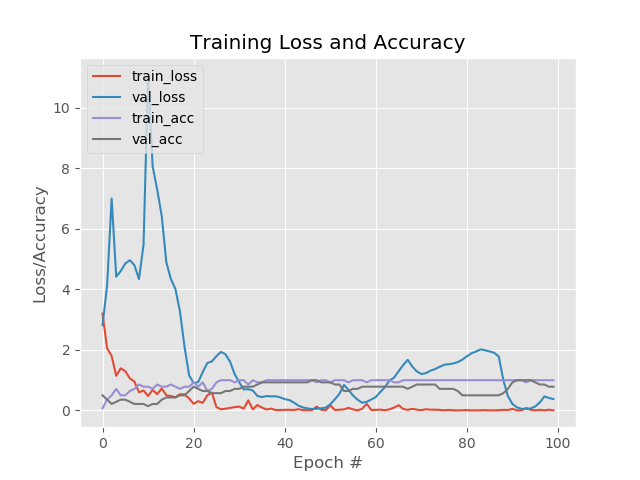 Training Loss and Accuracy
train_loss
val_loss
train_acc
val_acc
10
8
6
4
2
0
Loss/Accuracy
0 20 40 60 80 100
Epoch #